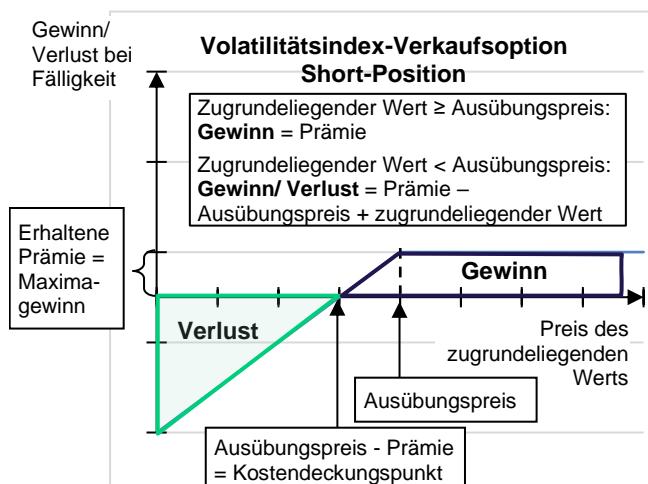 Gewinn/
Verlust bei
Fälligkeit
Volatilitätsindex-Verkaufsoption
Short-Position
Zugrundeliegender Wert ≥ Ausübungspreis:
Gewinn = Prämie
Zugrundeliegender Wert < Ausübungspreis:
Gewinn/ Verlust = Prämie –
Ausübungspreis + zugrundeliegender Wert
Erhaltene
Prämie =
Maxima-
gewinn
Gewinn
Verlust
Preis des
zugrundeliegenden
Werts
Ausübungspreis
Ausübungspreis - Prämie
= Kostendeckungspunkt